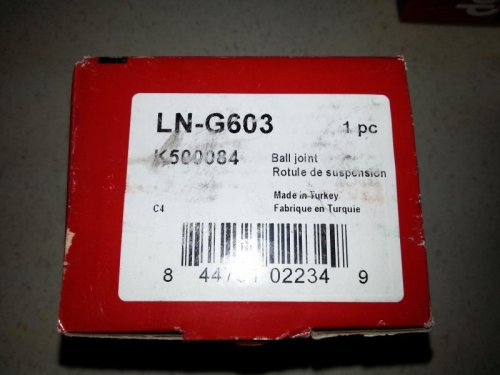 LN-G603 1 pc
K500084 Ball joint
Rotule de suspension
Made in Turkey
C4 Fabrique en Turquie
8 02234 9